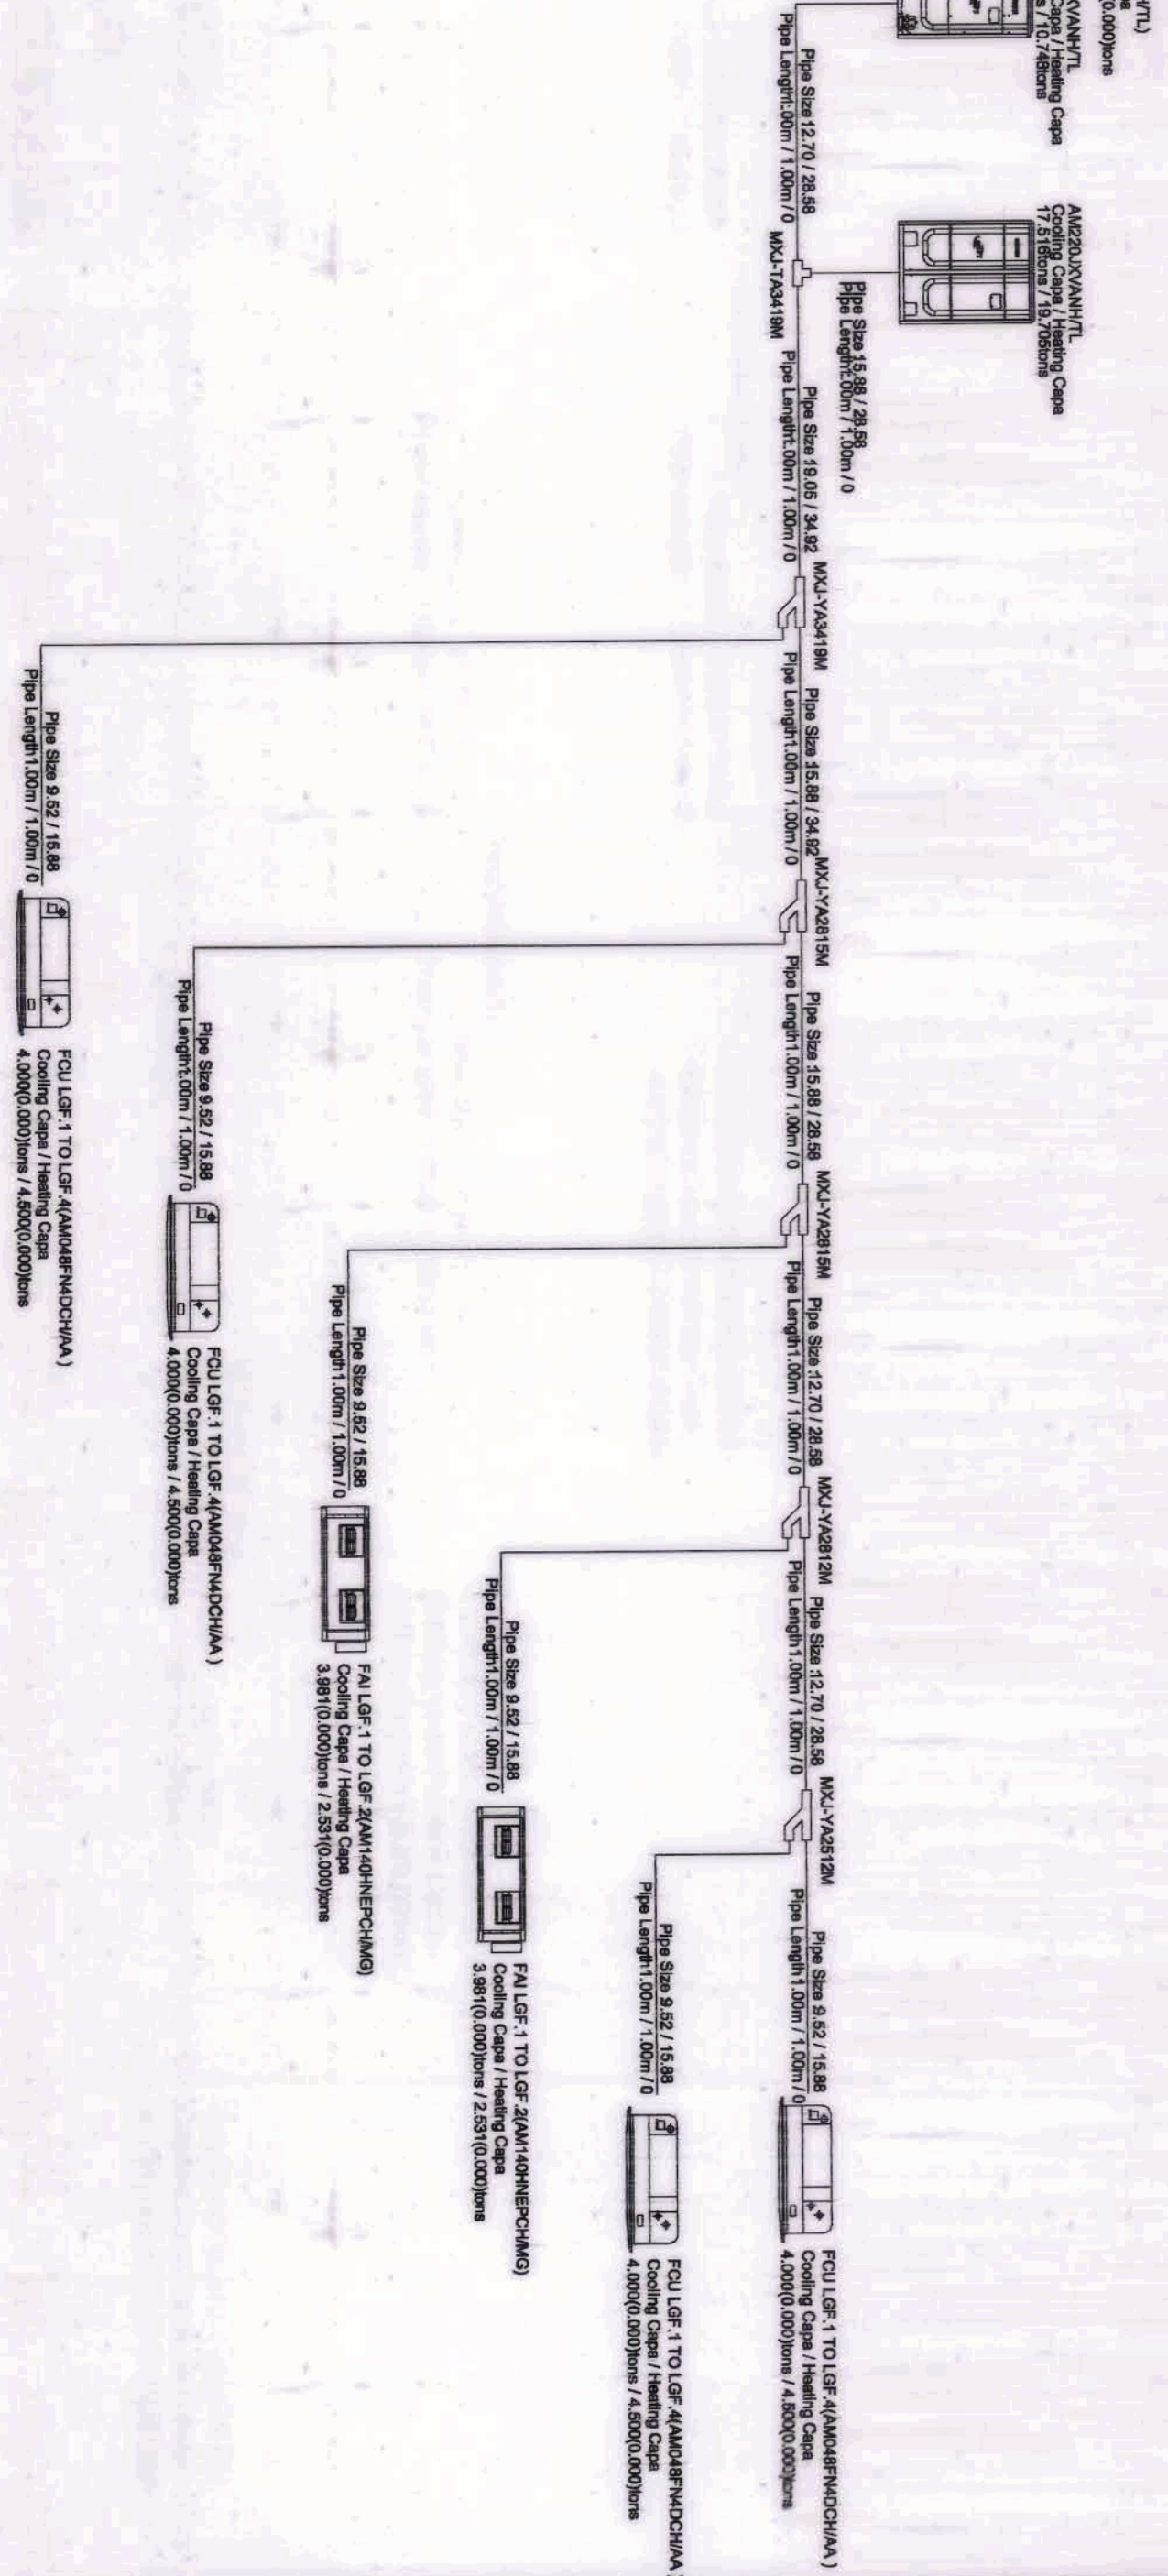 H/TL)
(0.000)tons
XVANH/TL
Capa / Heating Capa
s / 10.748tons
AM220JXVANH/TL
Cooling Capa / Heating Capa
17.516tons / 19.705tons
Pipe Size 12.70 / 28.58
Pipe Length1.00m / 1.00m / 0
MXJ-TA3419M
Pipe Size 15.88 / 28.58
Pipe Length1.00m / 1.00m / 0
Pipe Size 19.05 / 34.92
Pipe Length1.00m / 1.00m / 0
MXJ-YA3419M
Pipe Size 15.88 / 34.92
Pipe Length1.00m / 1.00m / 0
MXJ-YA2815M
Pipe Size 15.88 / 28.58
Pipe Length1.00m / 1.00m / 0
MXJ-YA2815M
Pipe Size 12.70 / 28.58
Pipe Length1.00m / 1.00m / 0
MXJ-YA2812M
Pipe Size 12.70 / 28.58
Pipe Length1.00m / 1.00m / 0
MXJ-YA2512M
Pipe Size 9.52 / 15.88
Pipe Length1.00m / 1.00m / 0
FCU LGF.1 TO LGF.4(AM048FN4DCH/AA )
Cooling Capa / Heating Capa
4.000(0.000)tons / 4.500(0.000)tons
Pipe Size 9.52 / 15.88
Pipe Length1.00m / 1.00m / 0
FCU LGF.1 TO LGF.4(AM048FN4DCH/AA )
Cooling Capa / Heating Capa
4.000(0.000)tons / 4.500(0.000)tons
Pipe Size 9.52 / 15.88
Pipe Length1.00m / 1.00m / 0
FAI LGF.1 TO LGF.2(AM140HNEPCH/MG)
Cooling Capa / Heating Capa
3.981(0.000)tons / 2.531(0.000)tons
Pipe Size 9.52 / 15.88
Pipe Length1.00m / 1.00m / 0
FAI LGF.1 TO LGF.2(AM140HNEPCH/MG)
Cooling Capa / Heating Capa
3.981(0.000)tons / 2.531(0.000)tons
Pipe Size 9.52 / 15.88
Pipe Length1.00m / 1.00m / 0
FCU LGF.1 TO LGF.4(AM048FN4DCH/AA )
Cooling Capa / Heating Capa
4.000(0.000)tons / 4.500(0.000)tons
Pipe Size 9.52 / 15.88
Pipe Length1.00m / 1.00m / 0
FCU LGF.1 TO LGF.4(AM048FN4DCH/AA
Cooling Capa / Heating Capa
4.000(0.000)tons / 4.500(0.000)tons